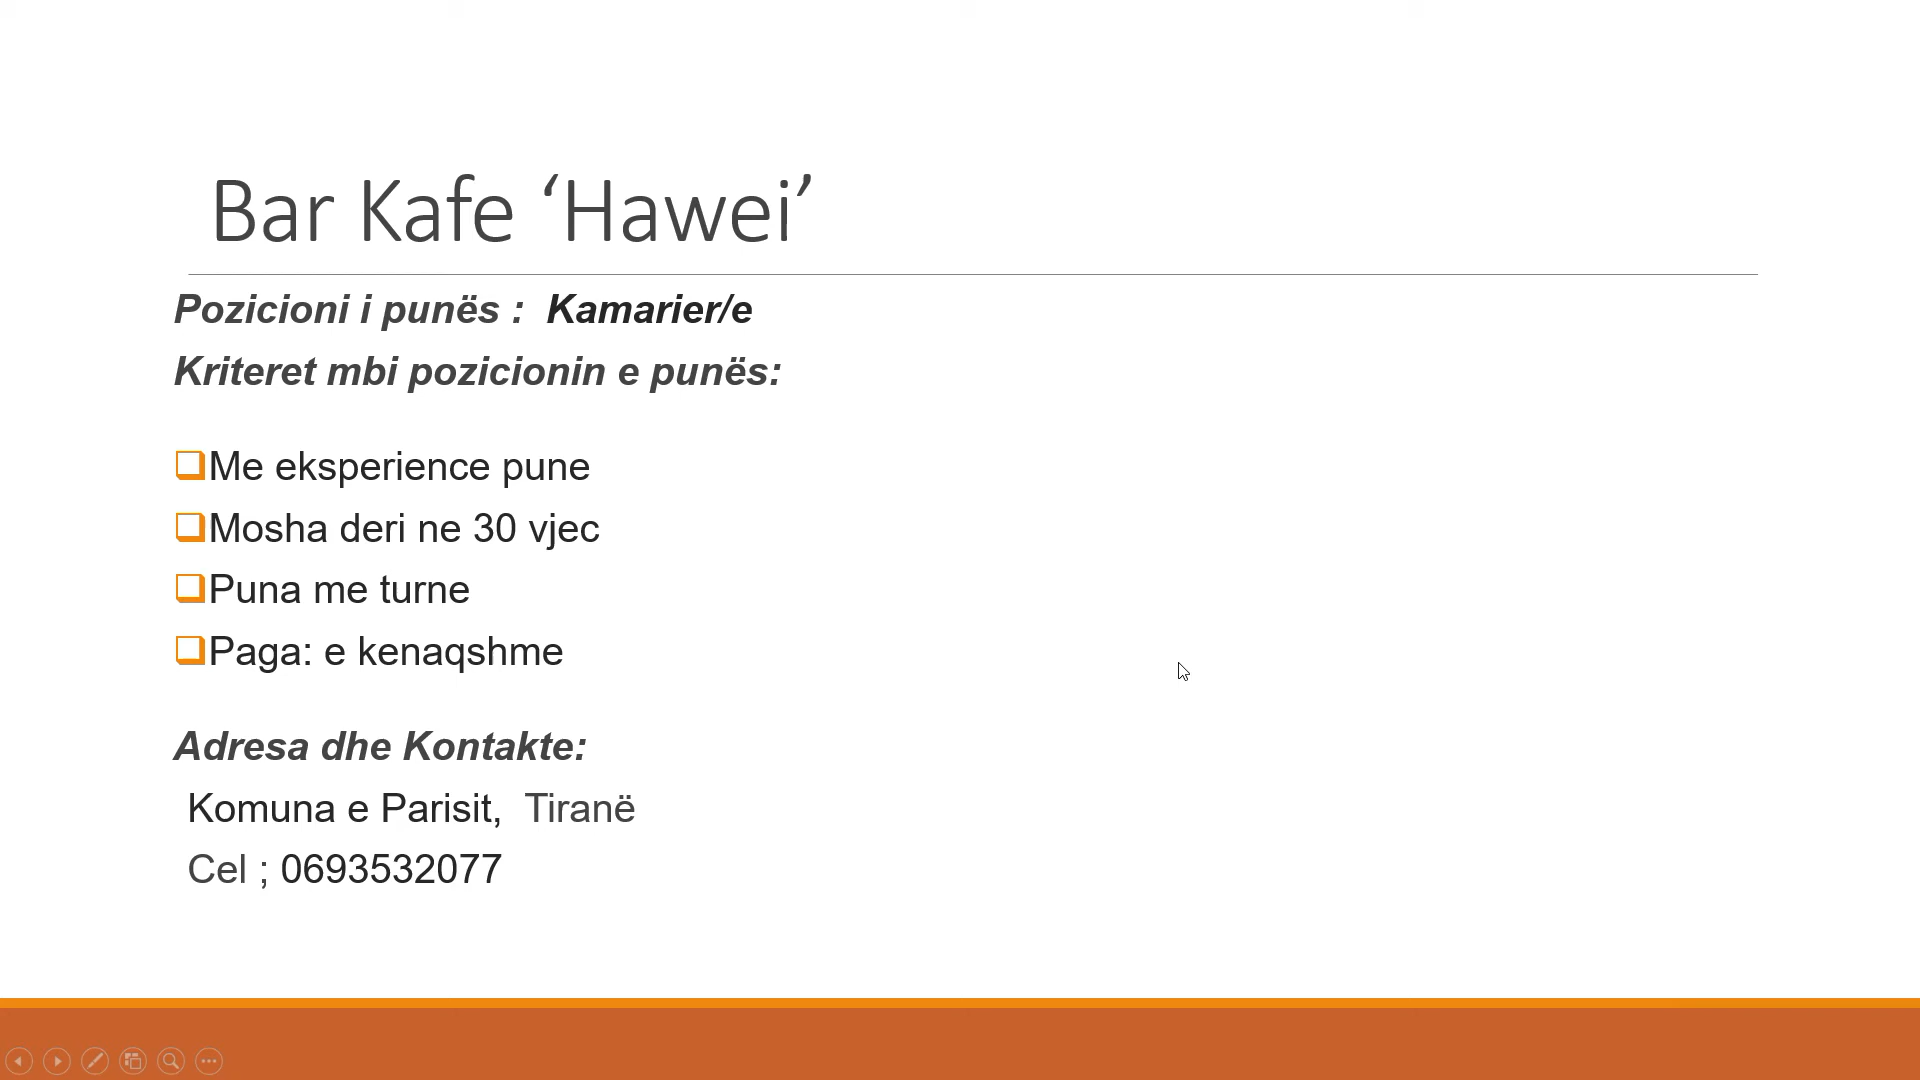 Bar Kafe ‘Hawei’
Pozicioni i punës : Kamarier/e
Kriteret mbi pozicionin e punës:
Me eksperience pune
Mosha deri ne 30 vjec
Puna me turne
Paga: e kenaqshme
Adresa dhe Kontakte:
Komuna e Parisit, Tiranë
Cel ; 0693532077